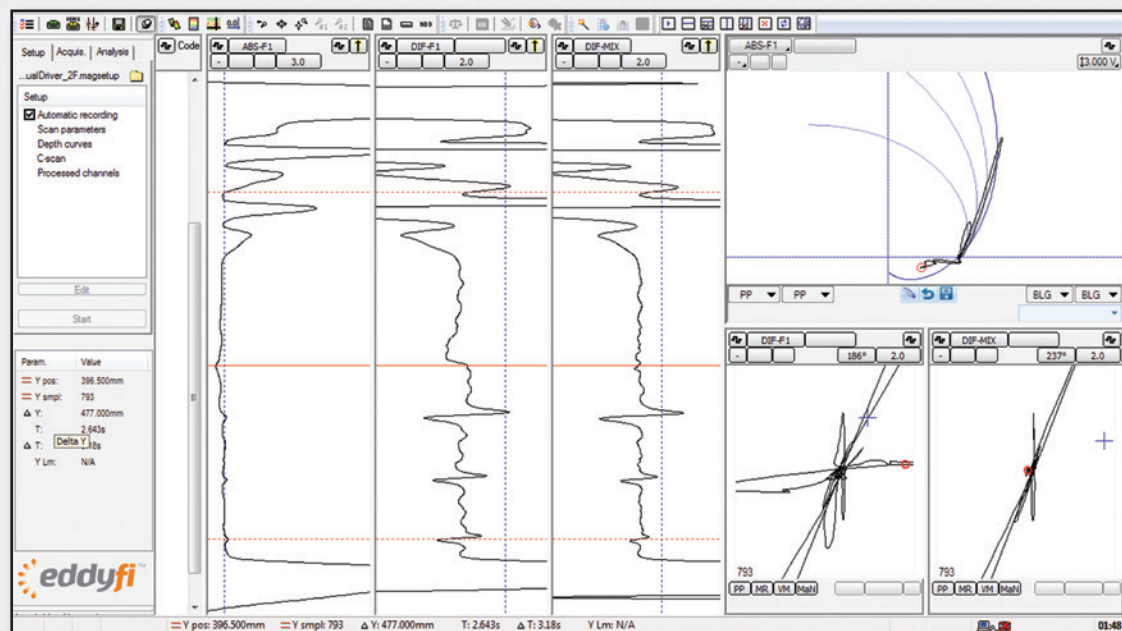 Code
ABS-F1
3.0
DIF-F1
2.0
DIF-MIX
2.0
ABS-F1
3.000 V
Setup Acquis. Analysis
...ualDriver_2F.magsetup
Setup
Automatic recording
Scan parameters
Depth curves
C-scan
Processed channels
Edit
Start
Param. Value
Y pos: 396.500mm
Y smpl: 793
Δ Y: 477.000mm
T: 2.643s
Delta Y
Δ T: 18s
Y Lm: N/A
eddyfi™
PP PP BLG BLG
DIF-F1
186° 2.0
793
PP MR VM MaN
DIF-MIX
237° 2.0
793
PP MR VM MaN
Y pos: 396.500mm Y smpl: 793 Δ Y: 477.000mm T: 2.643s Δ T: 3.18s Y Lm: N/A
01:48